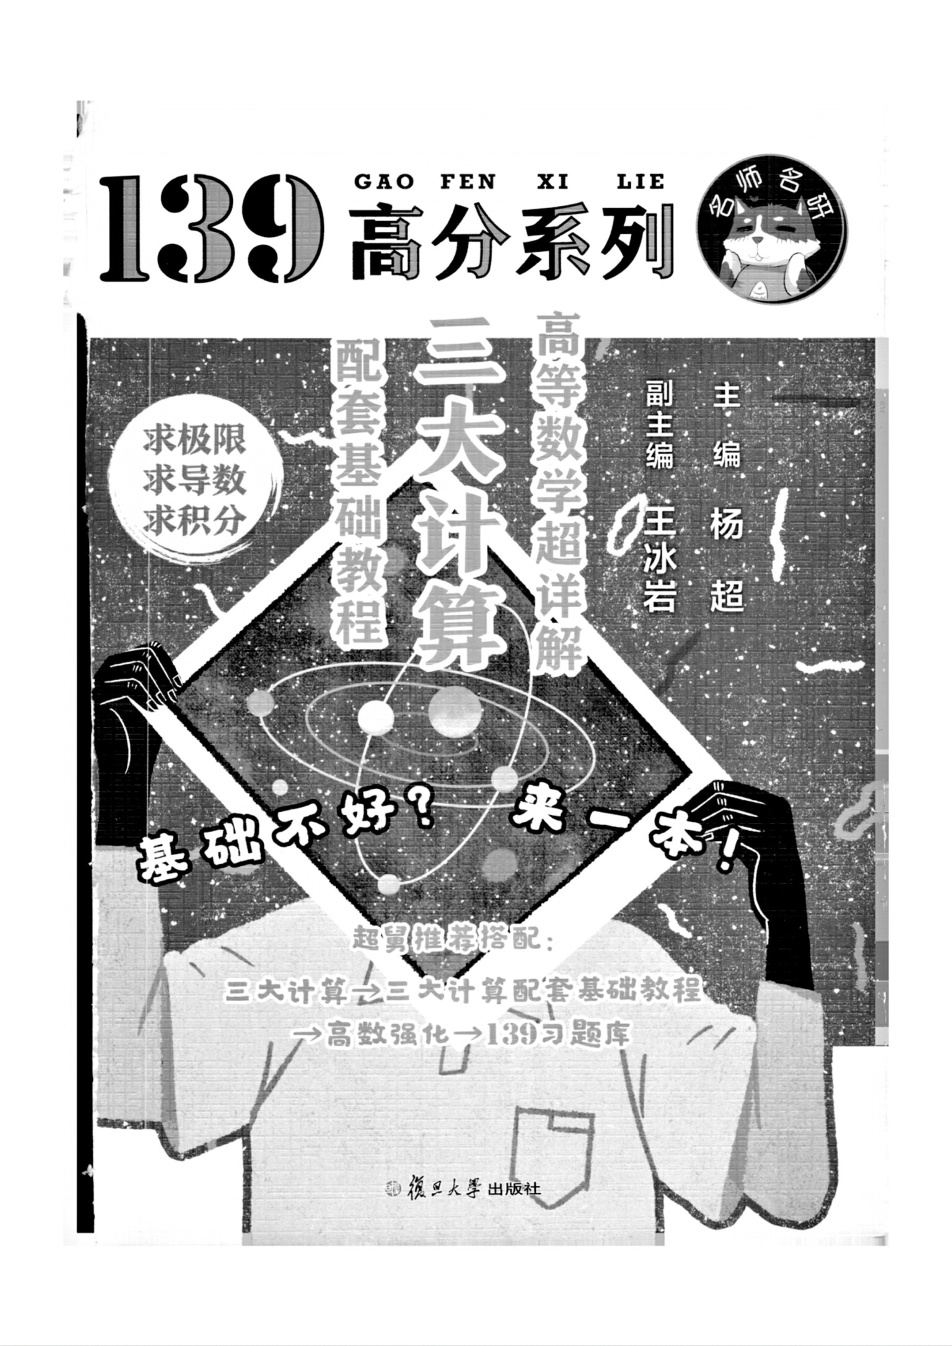 139
GAO FEN XI LIE
高分系列
名师名研
高等数学超详解
三大计算
配套基础教程
主编 杨超
副主编 王冰岩
求极限
求导数
求积分
基础不好？ 来一本！
超舅推荐搭配：
三大计算→三大计算配套基础教程
→高数强化→139习题库
復旦大學出版社